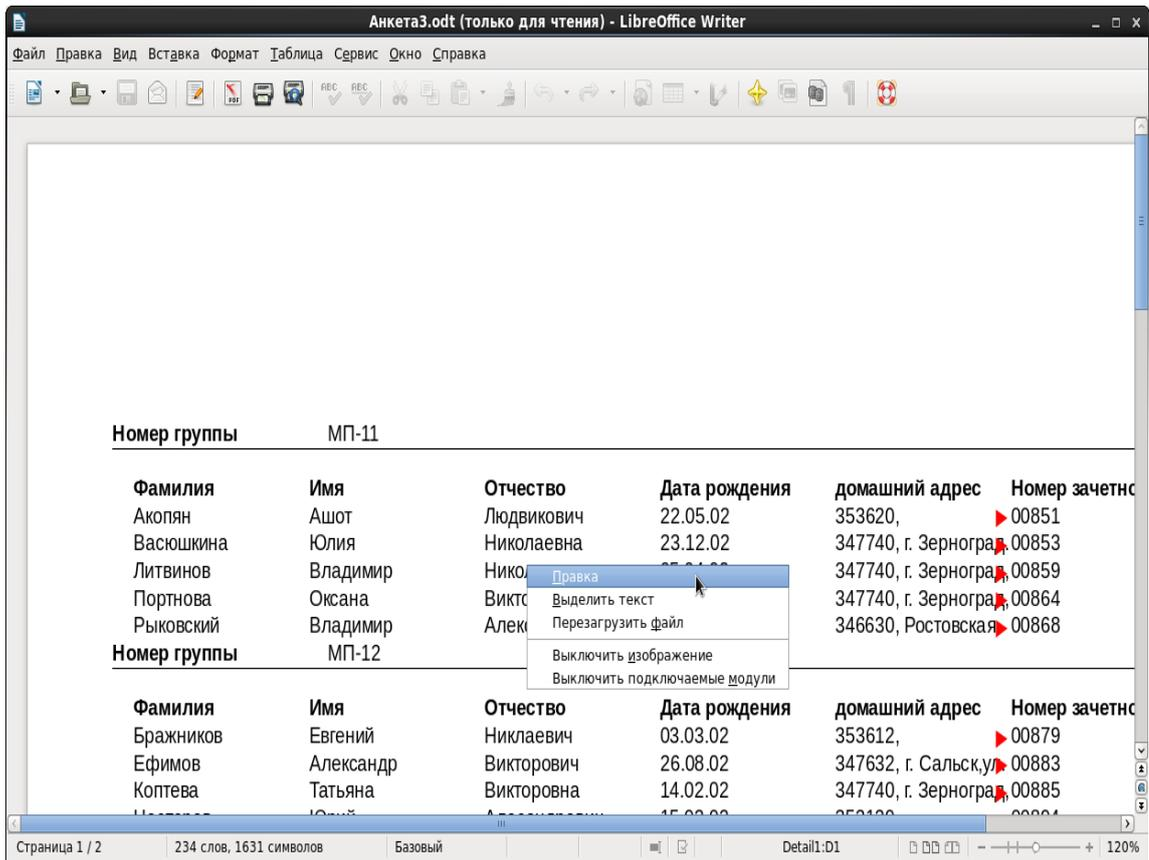 Анкета3.odt (только для чтения) - LibreOffice Writer
Файл Правка Вид Вставка Формат Таблица Сервис Окно Справка
PDF ABC ABC
Номер группы МП-11
Фамилия Имя Отчество Дата рождения домашний адрес Номер зачетно
Акопян Ашот Людвикович 22.05.02 353620, 00851
Васюшкина Юлия Николаевна 23.12.02 347740, г. Зерноград, 00853
Литвинов Владимир Нико 347740, г. Зерноград, 00859
Правка
Портнова Оксана Викто 347740, г. Зерноград, 00864
Выделить текст
Рыковский Владимир Алек 346630, Ростовская 00868
Перезагрузить файл
Номер группы МП-12
Выключить изображение
Выключить подключаемые модули
Фамилия Имя Отчество Дата рождения домашний адрес Номер зачетно
Бражников Евгений Никлаевич 03.03.02 353612, 00879
Ефимов Александр Викторович 26.08.02 347632, г. Сальск,ул. 00883
Коптева Татьяна Викторовна 14.02.02 347740, г. Зерноград, 00885
Страница 1 / 2 234 слов, 1631 символов Базовый Detail1:D1 120%